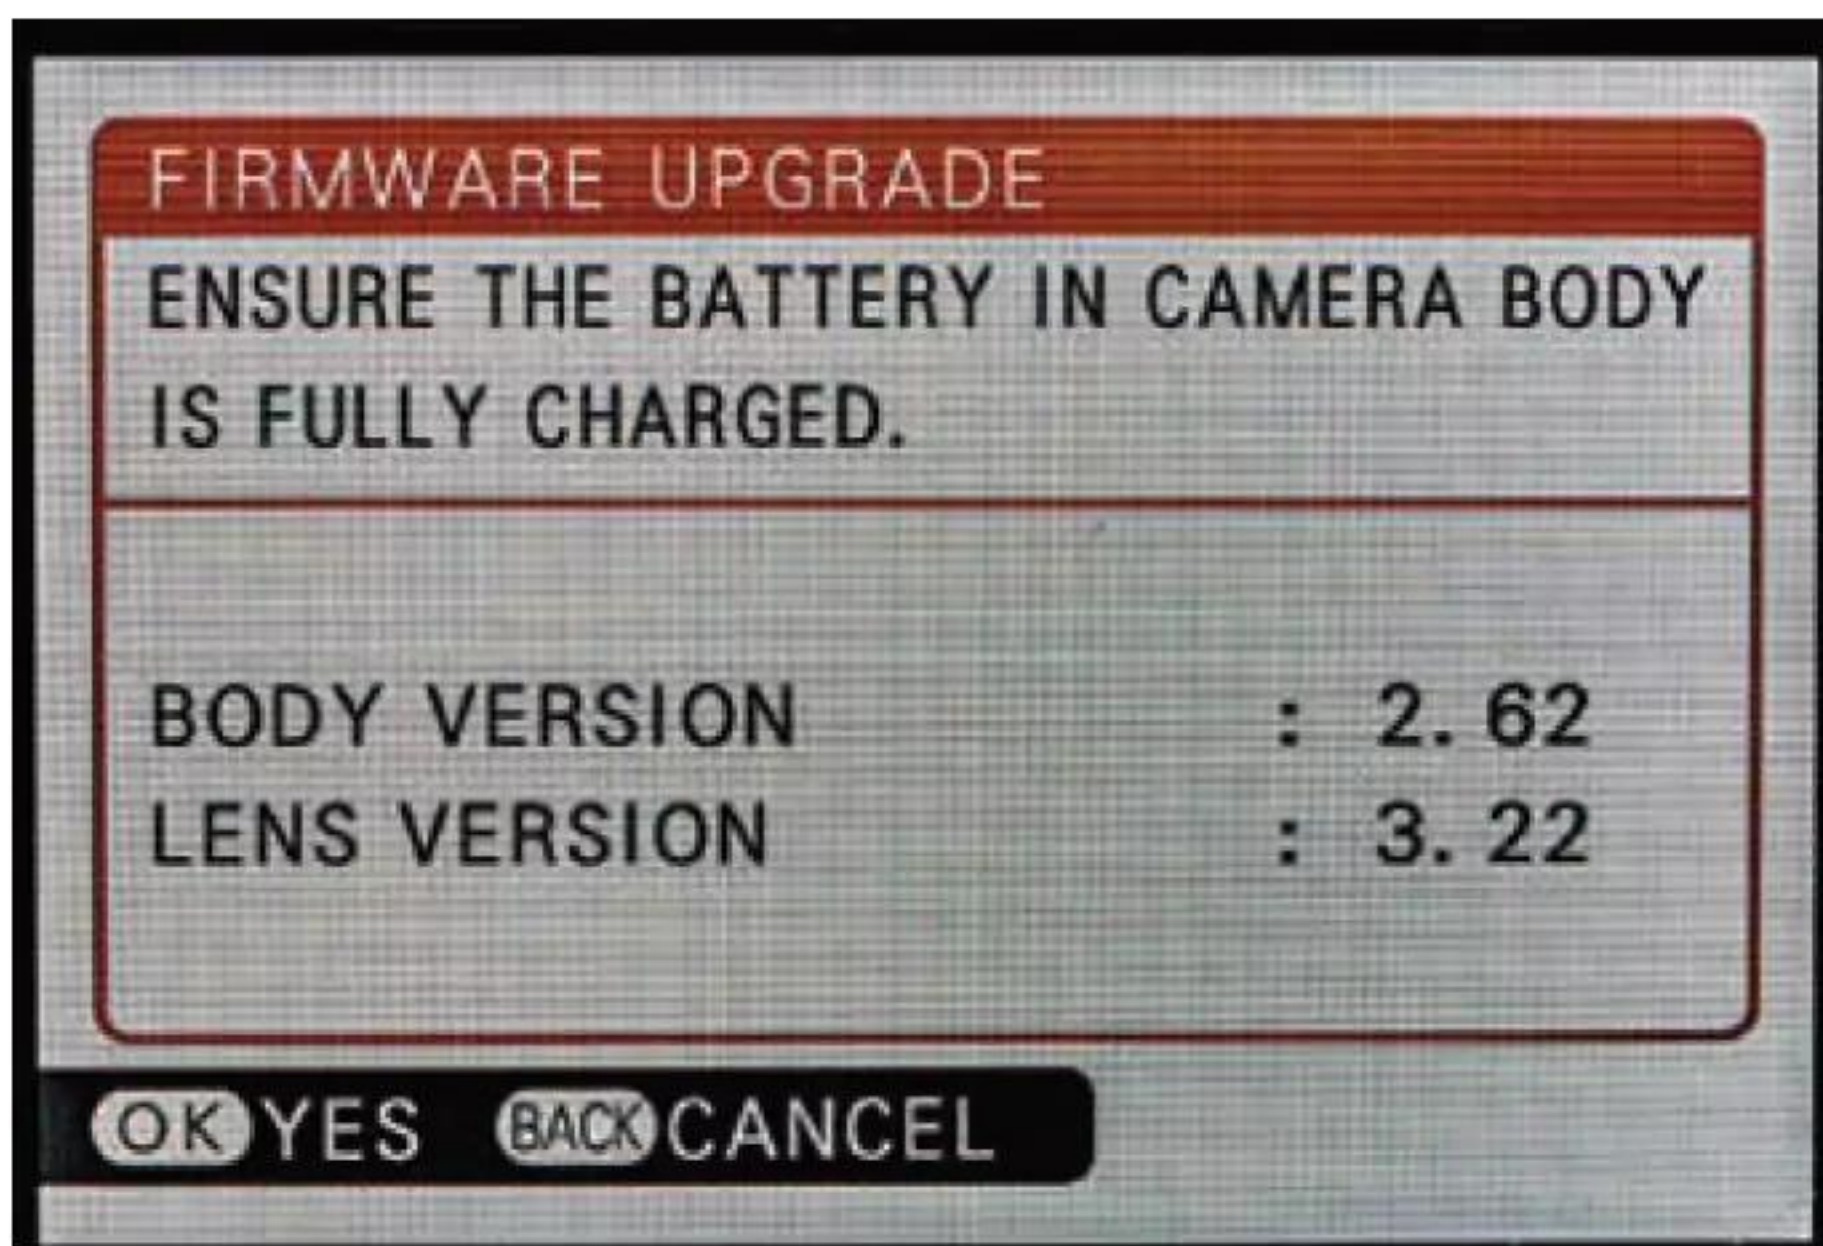 FIRMWARE UPGRADE
ENSURE THE BATTERY IN CAMERA BODY
IS FULLY CHARGED.
BODY VERSION : 2. 62
LENS VERSION : 3. 22
OK YES BACK CANCEL